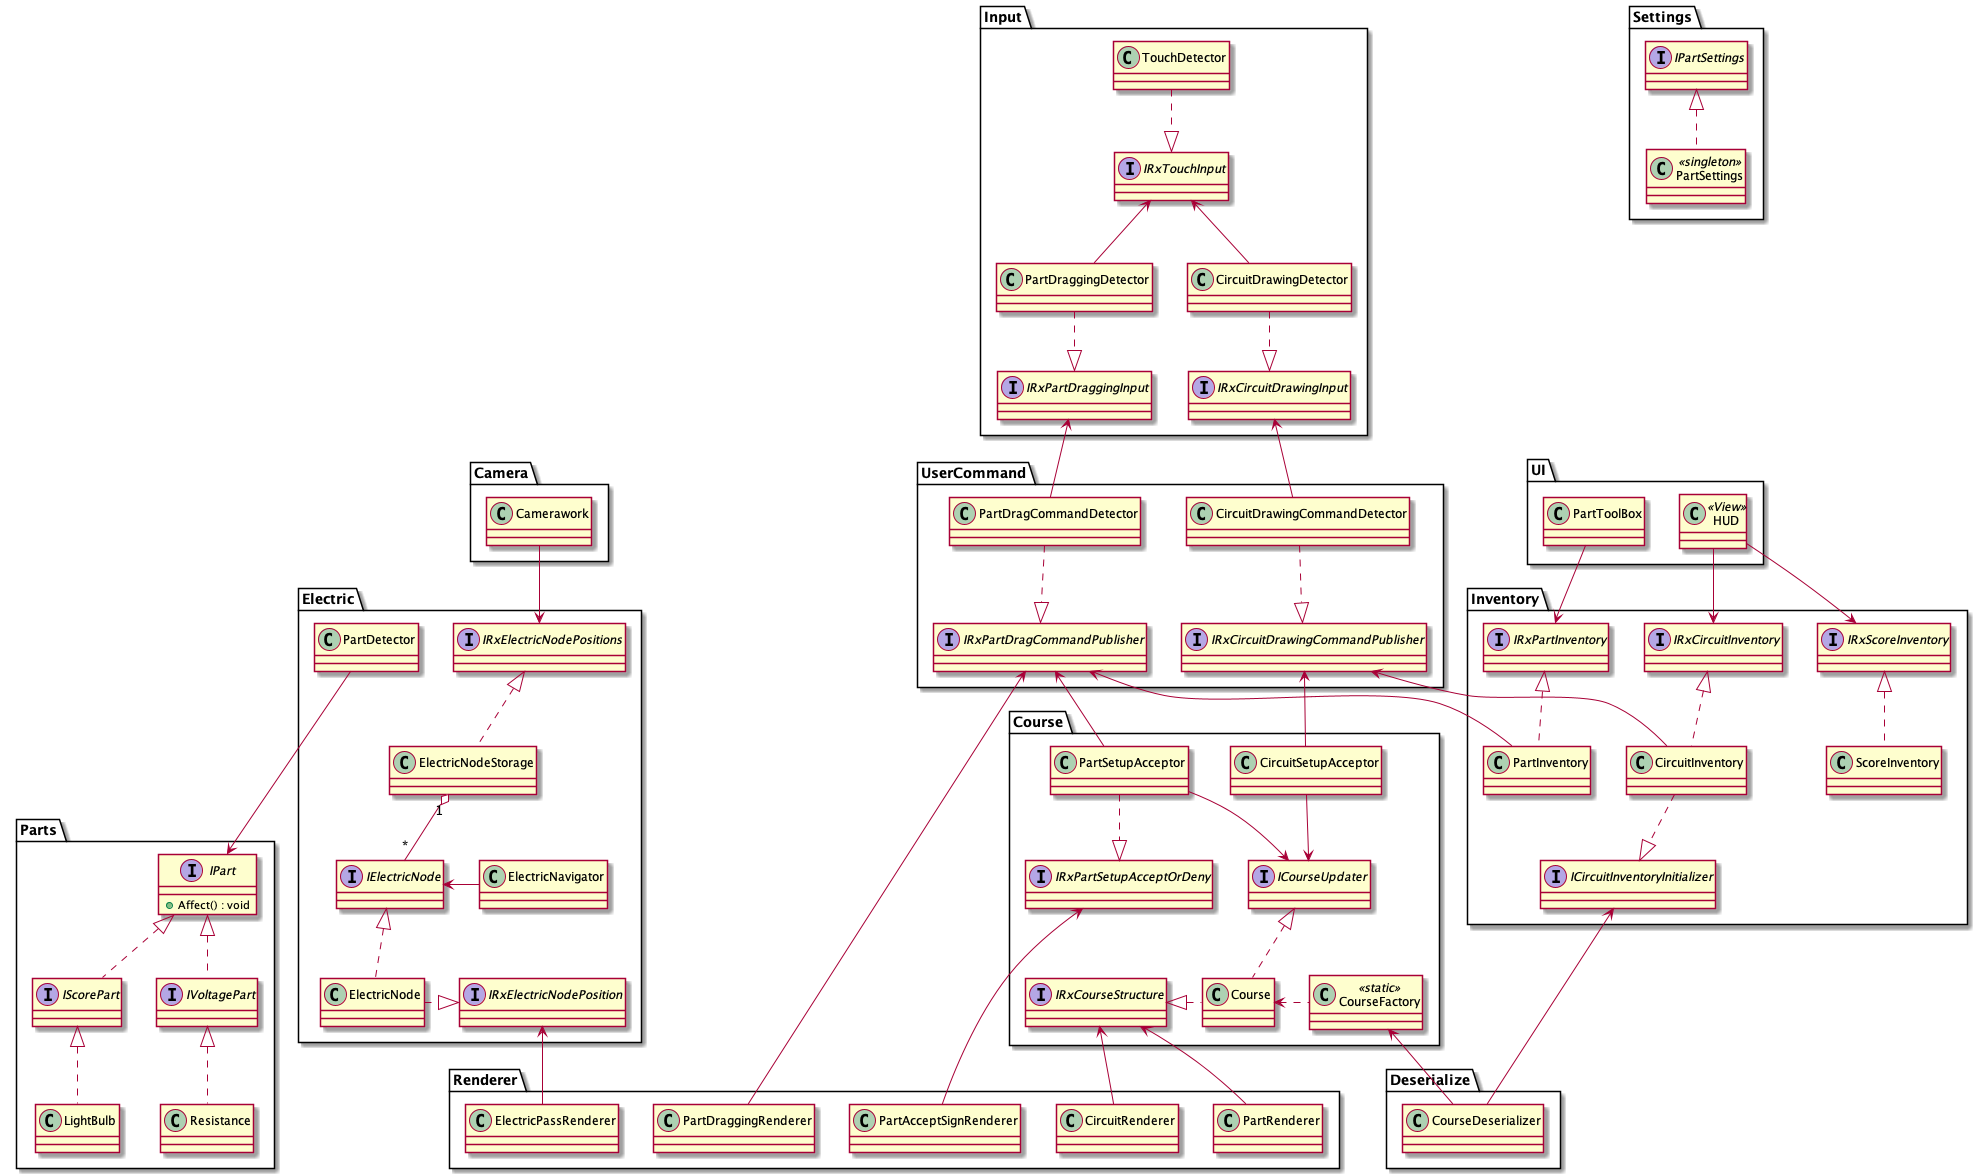 Input
C TouchDetector
I IRxTouchInput
C PartDraggingDetector
C CircuitDrawingDetector
I IRxPartDraggingInput
I IRxCircuitDrawingInput
Settings
I IPartSettings
C «singleton»
PartSettings
Camera
C Camerawork
UserCommand
C PartDragCommandDetector
C CircuitDrawingCommandDetector
I IRxPartDragCommandPublisher
I IRxCircuitDrawingCommandPublisher
UI
C PartToolBox
C «View»
HUD
Electric
C PartDetector
I IRxElectricNodePositions
C ElectricNodeStorage
1
*
I IElectricNode
C ElectricNavigator
C ElectricNode
I IRxElectricNodePosition
Inventory
I IRxPartInventory
I IRxCircuitInventory
I IRxScoreInventory
C PartInventory
C CircuitInventory
C ScoreInventory
I ICircuitInventoryInitializer
Course
C PartSetupAcceptor
C CircuitSetupAcceptor
I IRxPartSetupAcceptOrDeny
I ICourseUpdater
I IRxCourseStructure
C Course
C «static»
CourseFactory
Parts
I IPart
Affect() : void
I IScorePart
I IVoltagePart
C LightBulb
C Resistance
Renderer
C ElectricPassRenderer
C PartDraggingRenderer
C PartAcceptSignRenderer
C CircuitRenderer
C PartRenderer
Deserialize
C CourseDeserializer